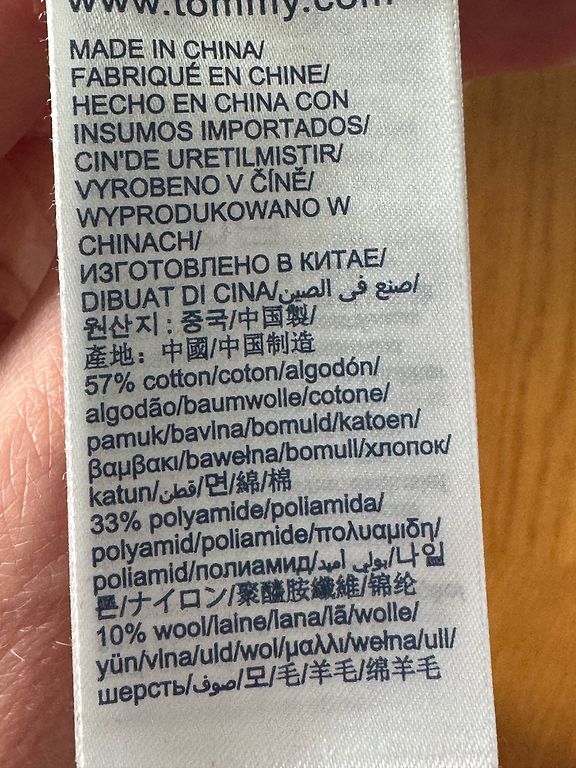 www.tommy.com
MADE IN CHINA/
FABRIQUÉ EN CHINE/
HECHO EN CHINA CON
INSUMOS IMPORTADOS/
CIN'DE URETILMISTIR/
VYROBENO V ČÍNĚ/
WYPRODUKOWANO W
CHINACH/
ИЗГОТОВЛЕНО В КИТАЕ/
DIBUAT DI CINA/صنع في الصين/
원산지 : 중국/中国製/
產地：中國/中国制造
57% cotton/coton/algodón/
algodão/baumwolle/cotone/
pamuk/bavlna/bomuld/katoen/
βαμβακι/bawełna/bomull/хлопок/
katun/قطن/면/綿/棉
33% polyamide/poliamida/
polyamid/poliamide/πολυαμιδη/
poliamid/полиамид/بولي أميد/나일
론/ナイロン/聚醯胺纖維/锦纶
10% wool/laine/lana/lã/wolle/
yün/vlna/uld/wol/μαλλι/wełna/ull/
шерсть/صوف/모/毛/羊毛/绵羊毛